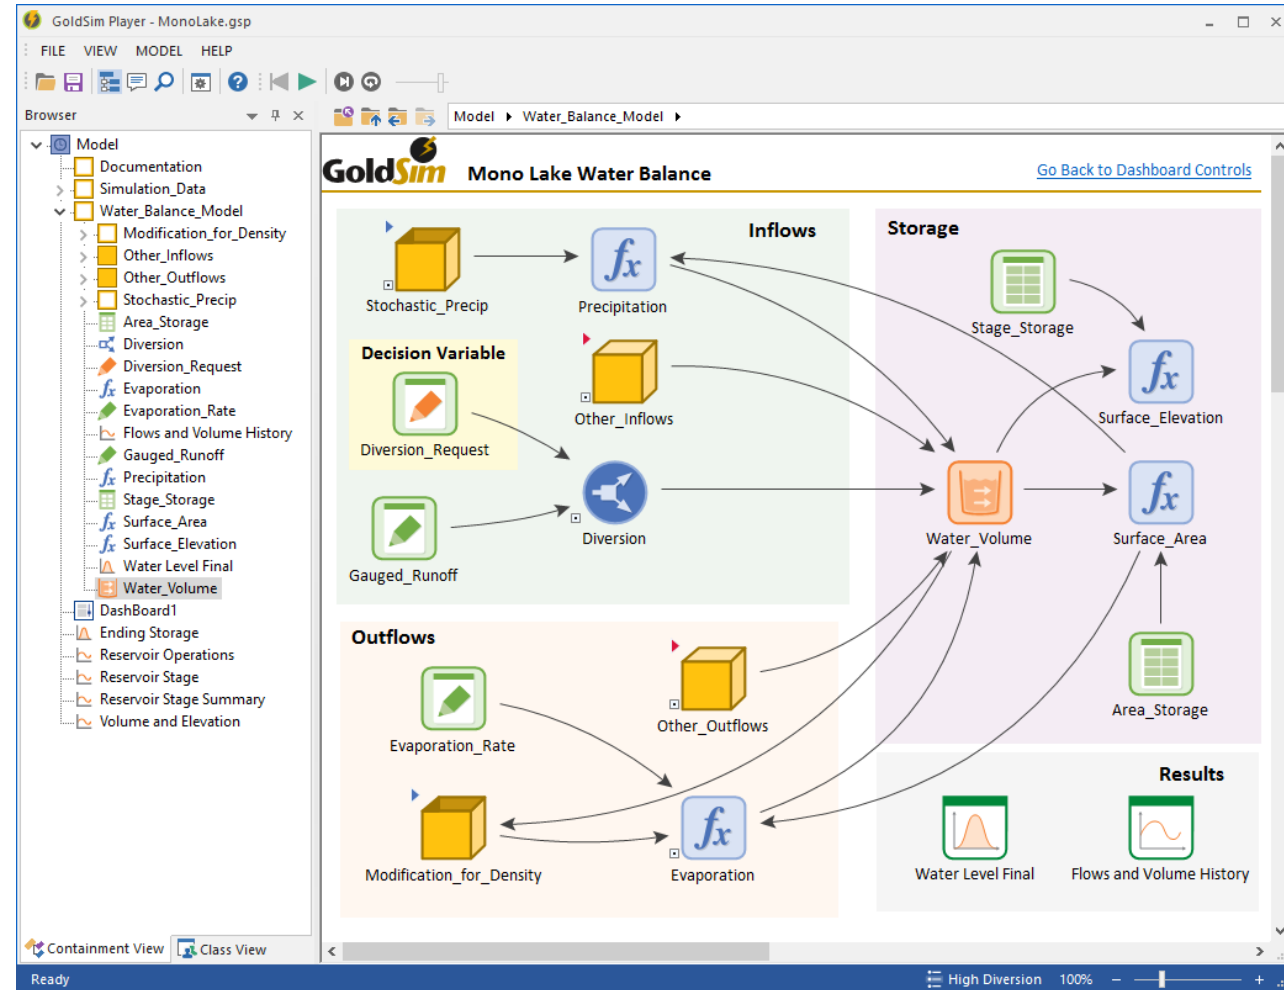 GoldSim Player - MonoLake.gsp
FILE VIEW MODEL HELP
Browser
Model Water_Balance_Model
Model
Documentation
Simulation_Data
Water_Balance_Model
Modification_for_Density
Other_Inflows
Other_Outflows
Stochastic_Precip
Area_Storage
Diversion
Diversion_Request
Evaporation
Evaporation_Rate
Flows and Volume History
Gauged_Runoff
Precipitation
Stage_Storage
Surface_Area
Surface_Elevation
Water Level Final
Water_Volume
DashBoard1
Ending Storage
Reservoir Operations
Reservoir Stage
Reservoir Stage Summary
Volume and Elevation
Containment View Class View
GoldSim Mono Lake Water Balance Go Back to Dashboard Controls
Inflows
Stochastic_Precip
fx
Precipitation
Decision Variable
Diversion_Request
Other_Inflows
Gauged_Runoff
Diversion
Storage
Stage_Storage
fx
Surface_Elevation
Water_Volume
fx
Surface_Area
Area_Storage
Outflows
Evaporation_Rate
Other_Outflows
Modification_for_Density
fx
Evaporation
Results
Water Level Final
Flows and Volume History
Ready High Diversion 100% - +